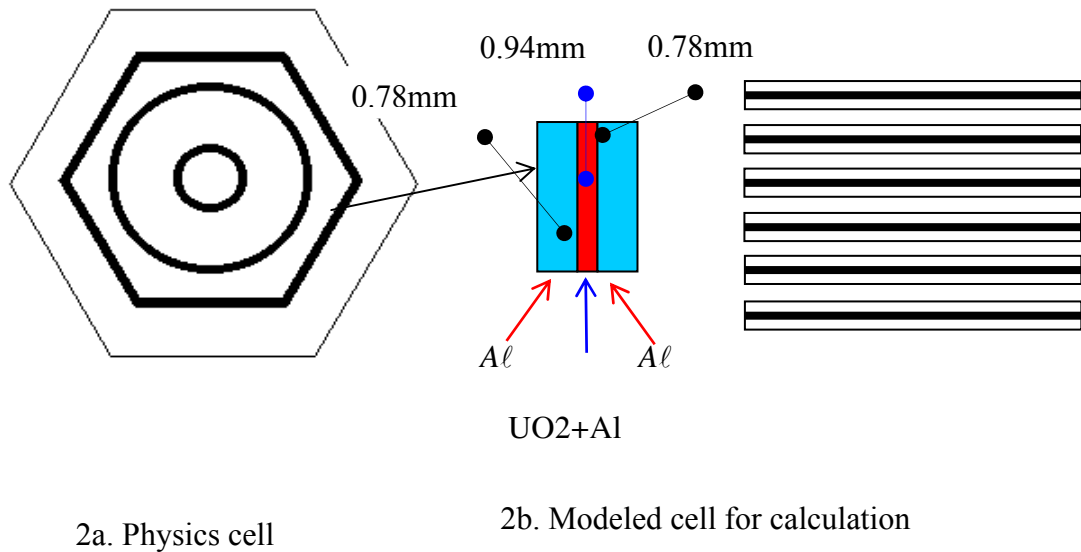 0.94mm
0.78mm
0.78mm
Aℓ
Aℓ
UO2+Al
2a. Physics cell
2b. Modeled cell for calculation